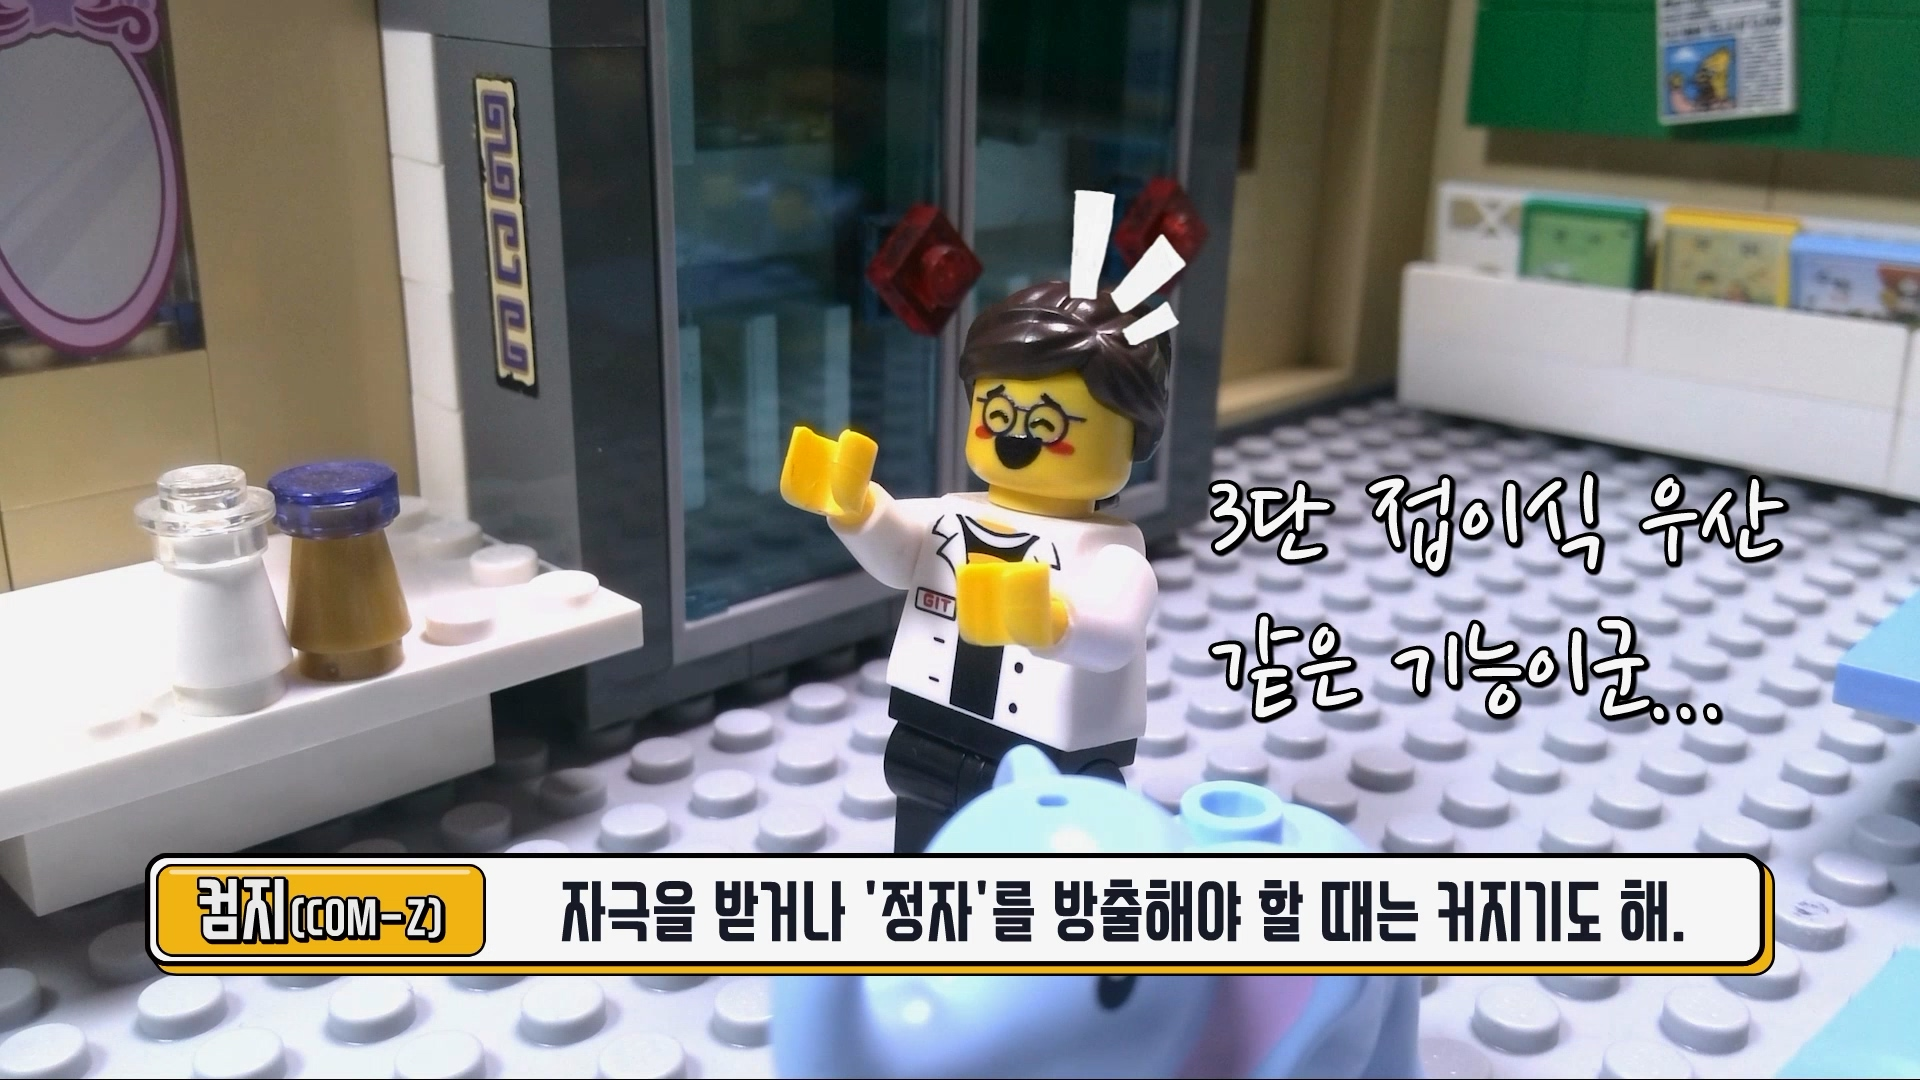 3단 접이식 우산
같은 기능이군...
GIT
컴지(COM-Z) 자극을 받거나 '정자'를 방출해야 할 때는 커지기도 해.